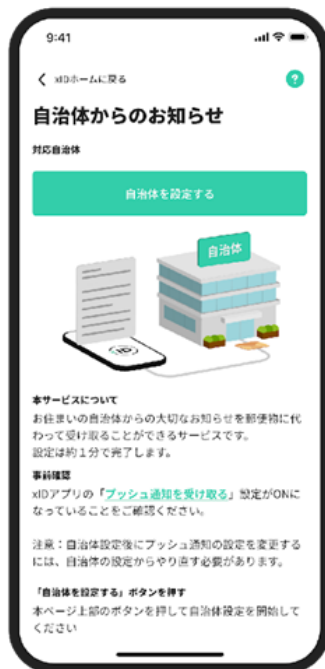 9:41
xIDホームに戻る
?
自治体からのお知らせ
対応自治体
自治体を設定する
自治体
iD
本サービスについて
お住まいの自治体からの大切なお知らせを郵便物に代
わって受け取ることができるサービスです。
設定は約１分で完了します。
事前確認
xIDアプリの「プッシュ通知を受け取る」設定がONに
なっていることをご確認ください。
注意：自治体設定後にプッシュ通知の設定を変更する
には、自治体の設定からやり直す必要があります。
「自治体を設定する」ボタンを押す
本ページ上部のボタンを押して自治体設定を開始して
ください